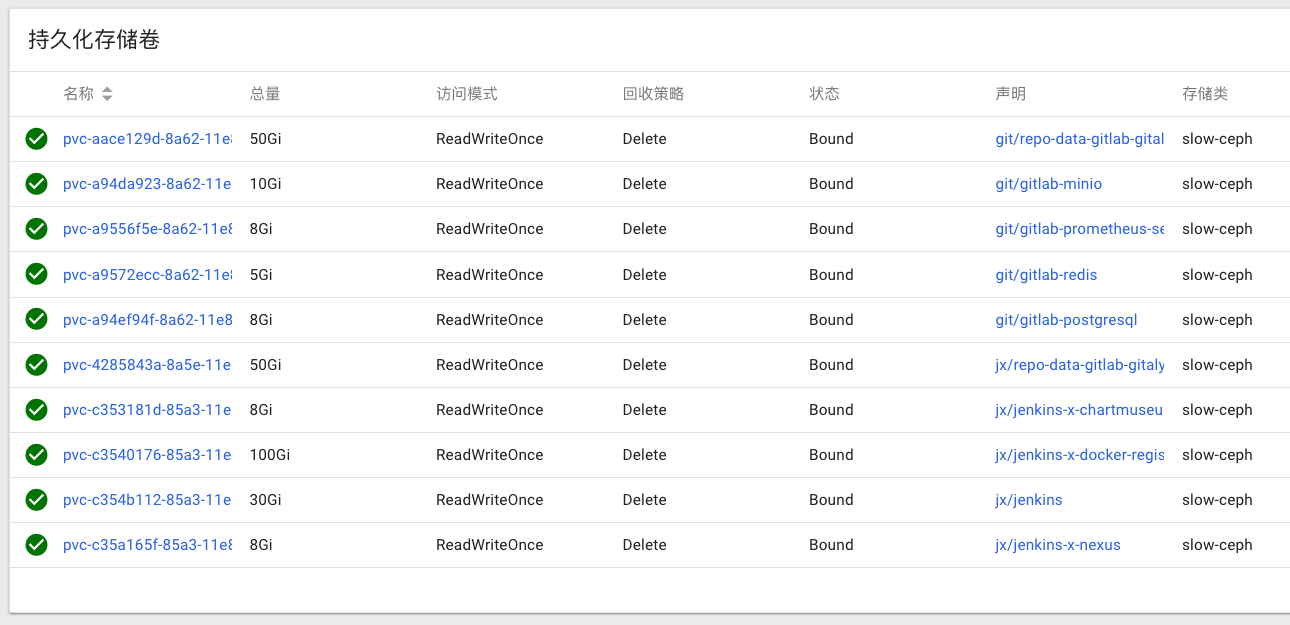 持久化存储卷
名称 总量 访问模式 回收策略 状态 声明 存储类
pvc-aace129d-8a62-11e8 50Gi ReadWriteOnce Delete Bound git/repo-data-gitlab-gital slow-ceph
pvc-a94da923-8a62-11e 10Gi ReadWriteOnce Delete Bound git/gitlab-minio slow-ceph
pvc-a9556f5e-8a62-11e8 8Gi ReadWriteOnce Delete Bound git/gitlab-prometheus-se slow-ceph
pvc-a9572ecc-8a62-11e8 5Gi ReadWriteOnce Delete Bound git/gitlab-redis slow-ceph
pvc-a94ef94f-8a62-11e8 8Gi ReadWriteOnce Delete Bound git/gitlab-postgresql slow-ceph
pvc-4285843a-8a5e-11e 50Gi ReadWriteOnce Delete Bound jx/repo-data-gitlab-gitaly slow-ceph
pvc-c353181d-85a3-11e 8Gi ReadWriteOnce Delete Bound jx/jenkins-x-chartmuseu slow-ceph
pvc-c3540176-85a3-11e 100Gi ReadWriteOnce Delete Bound jx/jenkins-x-docker-regis slow-ceph
pvc-c354b112-85a3-11e 30Gi ReadWriteOnce Delete Bound jx/jenkins slow-ceph
pvc-c35a165f-85a3-11e8 8Gi ReadWriteOnce Delete Bound jx/jenkins-x-nexus slow-ceph